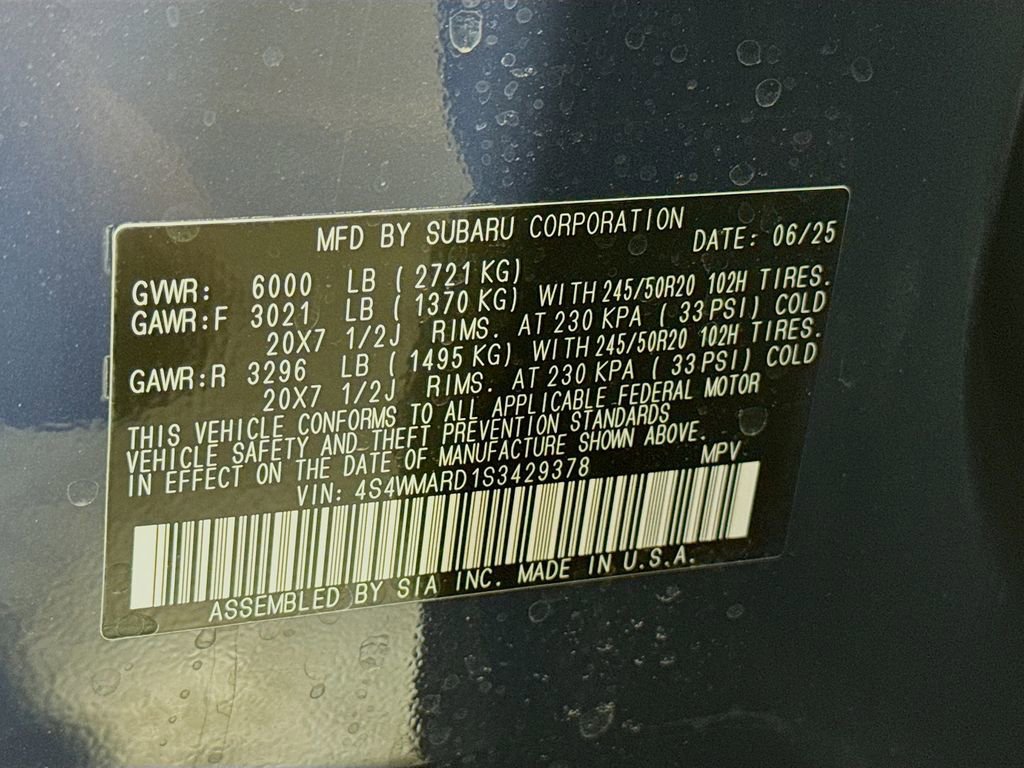 MFD BY SUBARU CORPORATION DATE: 06/25
GVWR: 6000 LB (2721KG)
GAWR:F 3021 LB (1370 KG) WITH 245/50R20 102H TIRES.
20X7 1/2J RIMS. AT 230 KPA (33 PSI) COLD
GAWR:R 3296 LB (1495 KG) WITH 245/50R20 102H TIRES.
20X7 1/2J RIMS. AT 230 KPA (33 PSI) COLD
THIS VEHICLE CONFORMS TO ALL APPLICABLE FEDERAL MOTOR
VEHICLE SAFETY AND THEFT PREVENTION STANDARDS
IN EFFECT ON THE DATE OF MANUFACTURE SHOWN ABOVE.
VIN: 4S4WMARD1S3429378 MPV
ASSEMBLED BY SIA INC. MADE IN U.S.A.